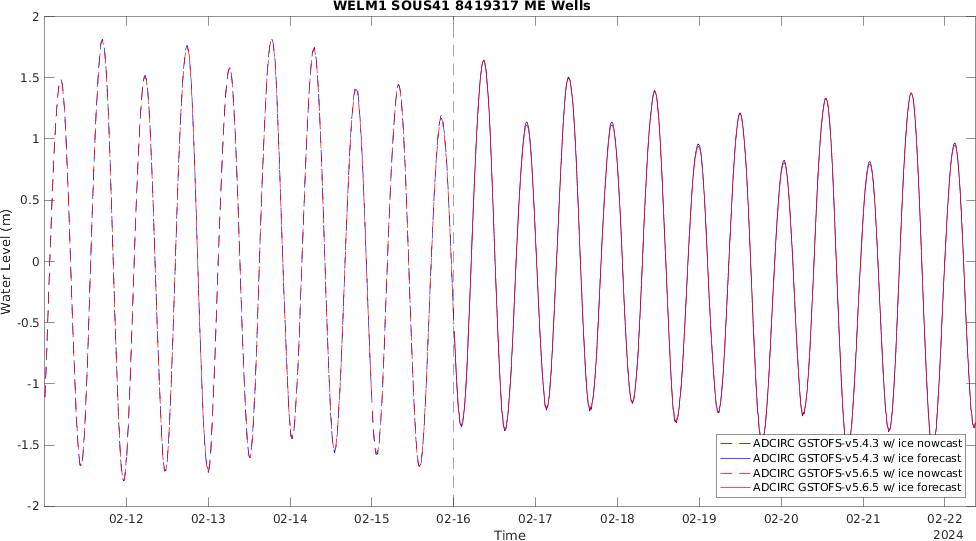 WELM1 SOUS41 8419317 ME Wells
2
1.5
1
0.5
0
-0.5
-1
-1.5
-2
Water Level (m)
02-12 02-13 02-14 02-15 02-16 02-17 02-18 02-19 02-20 02-21 02-22
Time
2024
ADCIRC GSTOFS-v5.4.3 w/ ice nowcast
ADCIRC GSTOFS-v5.4.3 w/ ice forecast
ADCIRC GSTOFS-v5.6.5 w/ ice nowcast
ADCIRC GSTOFS-v5.6.5 w/ ice forecast